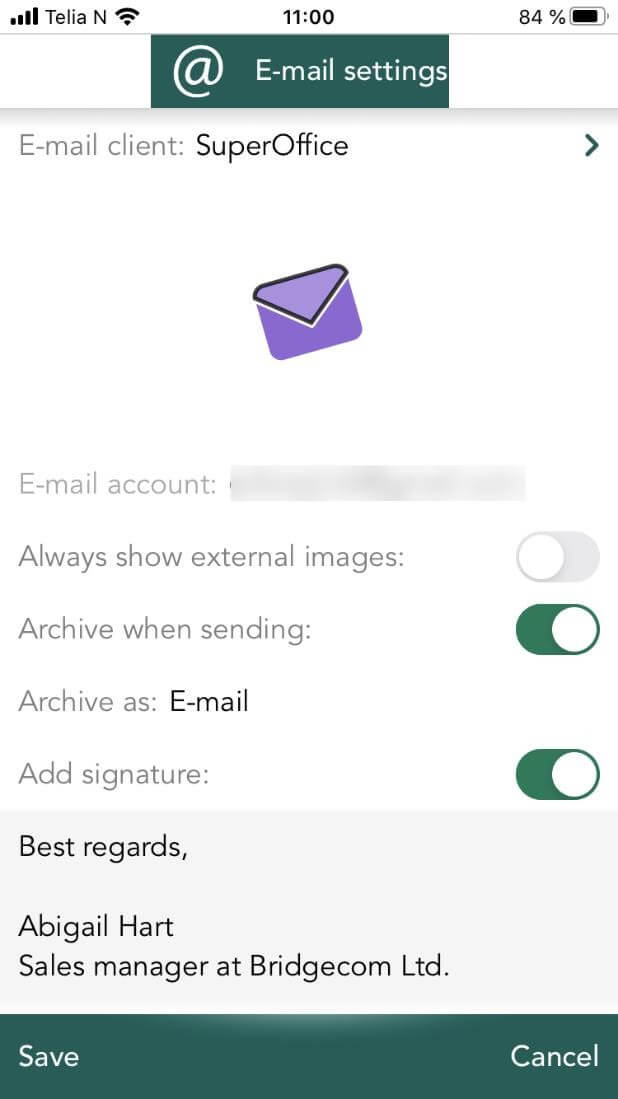 Telia N 11:00 84 %
@ E-mail settings
E-mail client: SuperOffice
E-mail account:
Always show external images:
Archive when sending:
Archive as: E-mail
Add signature:
Best regards,
Abigail Hart
Sales manager at Bridgecom Ltd.
Save Cancel